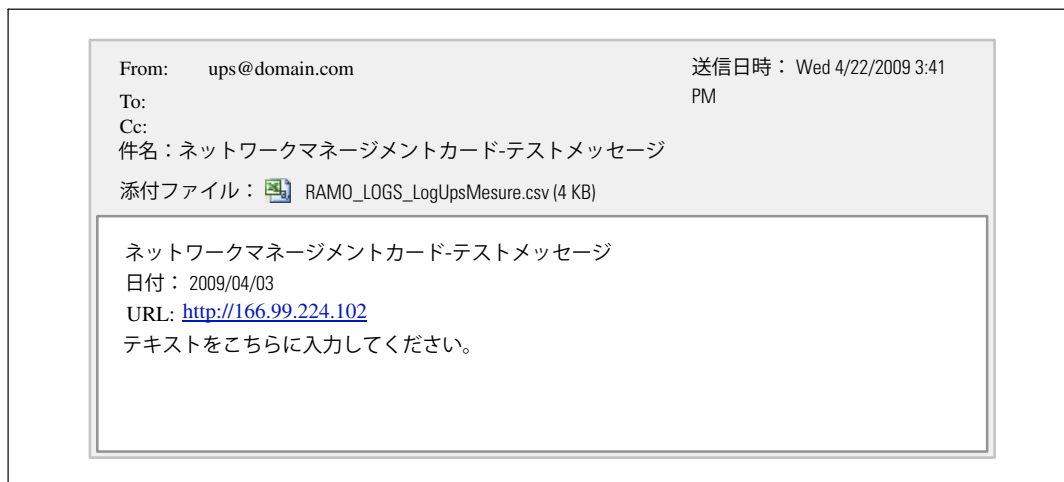 From: ups@domain.com
送信日時： Wed 4/22/2009 3:41
PM
To:
Cc:
件名：ネットワークマネージメントカード-テストメッセージ
添付ファイル： RAMO_LOGS_LogUpsMesure.csv (4 KB)
ネットワークマネージメントカード-テストメッセージ
日付： 2009/04/03
URL: http://166.99.224.102
テキストをこちらに入力してください。